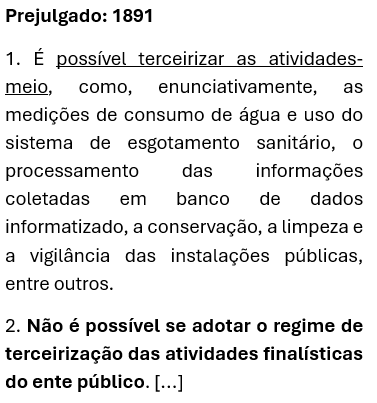 Prejulgado: 1891
1. É possível terceirizar as atividades-
meio, como, enunciativamente, as
medições de consumo de água e uso do
sistema de esgotamento sanitário, o
processamento das informações
coletadas em banco de dados
informatizado, a conservação, a limpeza e
a vigilância das instalações públicas,
entre outros.
2. Não é possível se adotar o regime de
terceirização das atividades finalísticas
do ente público. [...]